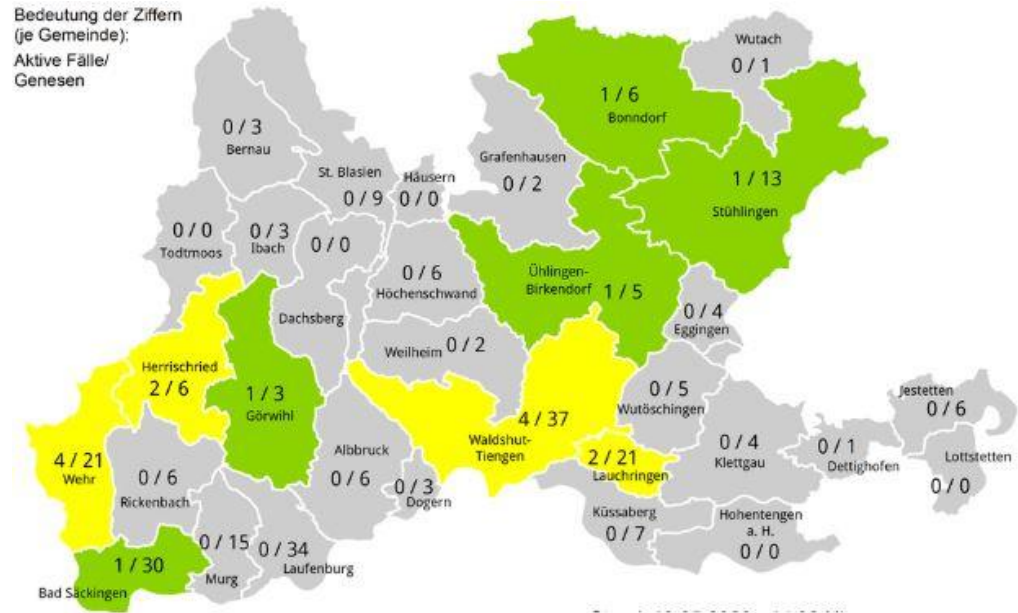 Bedeutung der Ziffern
(je Gemeinde):
Aktive Fälle/
Genesen
Wutach
0 / 1
1 / 6
Bonndorf
0 / 3
Bernau
Grafenhausen
0 / 2
St. Blasien
0 / 9
Häusern
0 / 0
1 / 13
Stühlingen
0 / 0
Todtmoos
0 / 3
Ibach
0 / 0
Dachsberg
0 / 6
Höchenschwand
Ühlingen-
Birkendorf
1 / 5
0 / 4
Eggingen
Weilheim
0 / 2
Herrischried
2 / 6
1 / 3
Görwihl
0 / 5
Wutöschingen
Jestetten
0 / 6
4 / 37
Waldshut-
Tiengen
4 / 21
Wehr
0 / 6
Rickenbach
Albbruck
0 / 6
0 / 3
Dogern
2 / 21
Lauchringen
0 / 4
Klettgau
0 / 1
Dettighofen
Lottstetten
0 / 0
Küssaberg
0 / 7
Hohentengen
a. H.
0 / 0
1 / 30
Bad Säckingen
0 / 15
Murg
0 / 34
Laufenburg